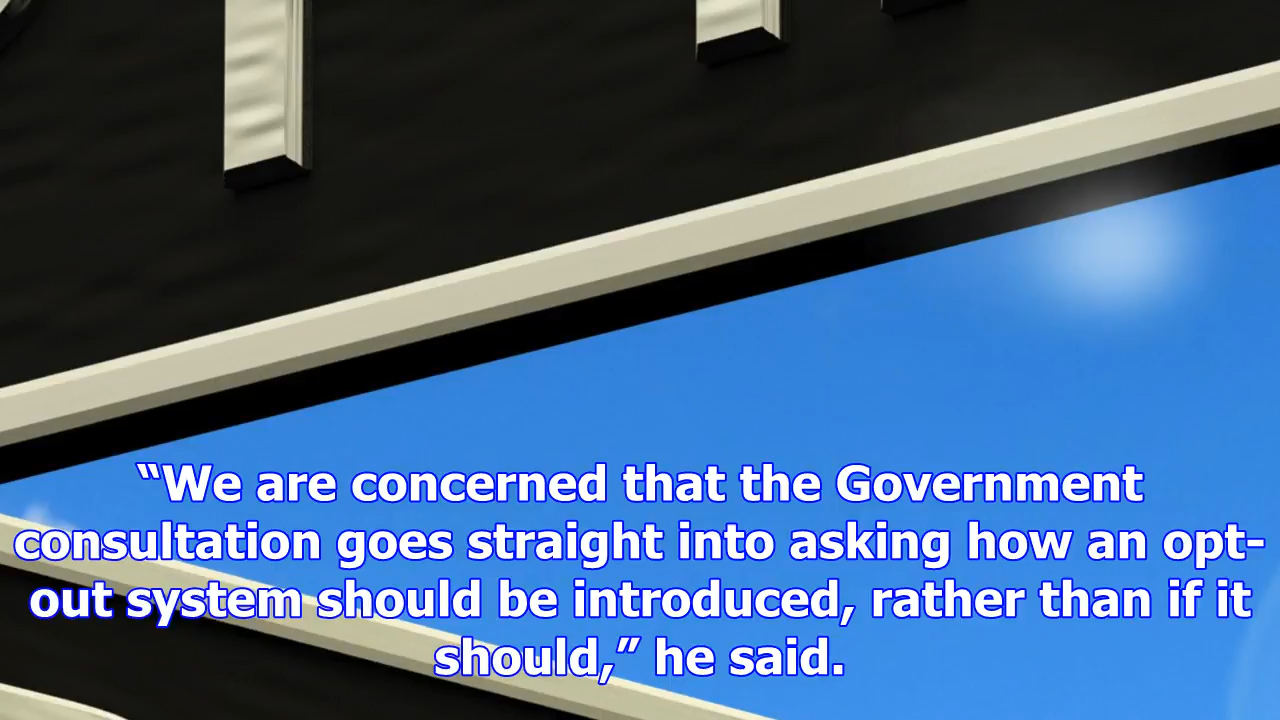 “We are concerned that the Government
consultation goes straight into asking how an opt-
out system should be introduced, rather than if it
should,” he said.